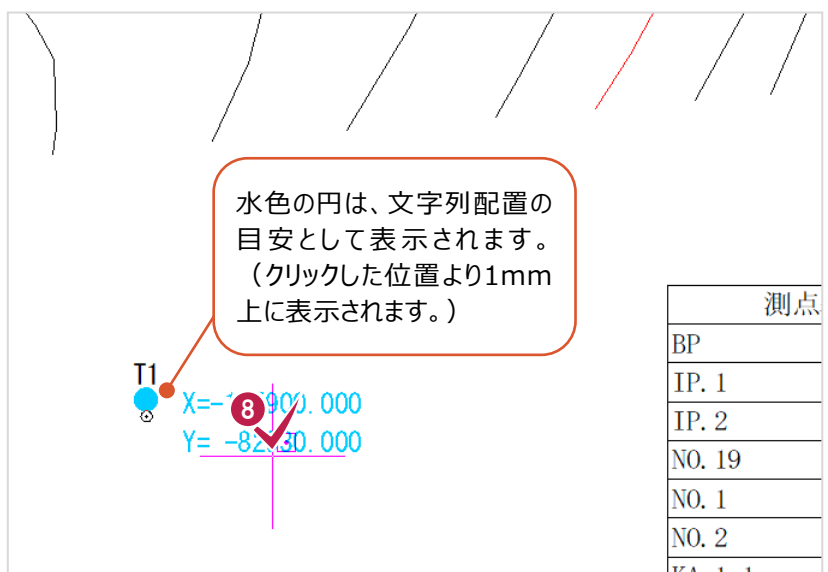 水色の円は、文字列配置の
目安として表示されます。
（クリックした位置より1mm
上に表示されます。）
測点
BP
T1
IP. 1
8
IP. 2
NO. 19
NO. 1
NO. 2